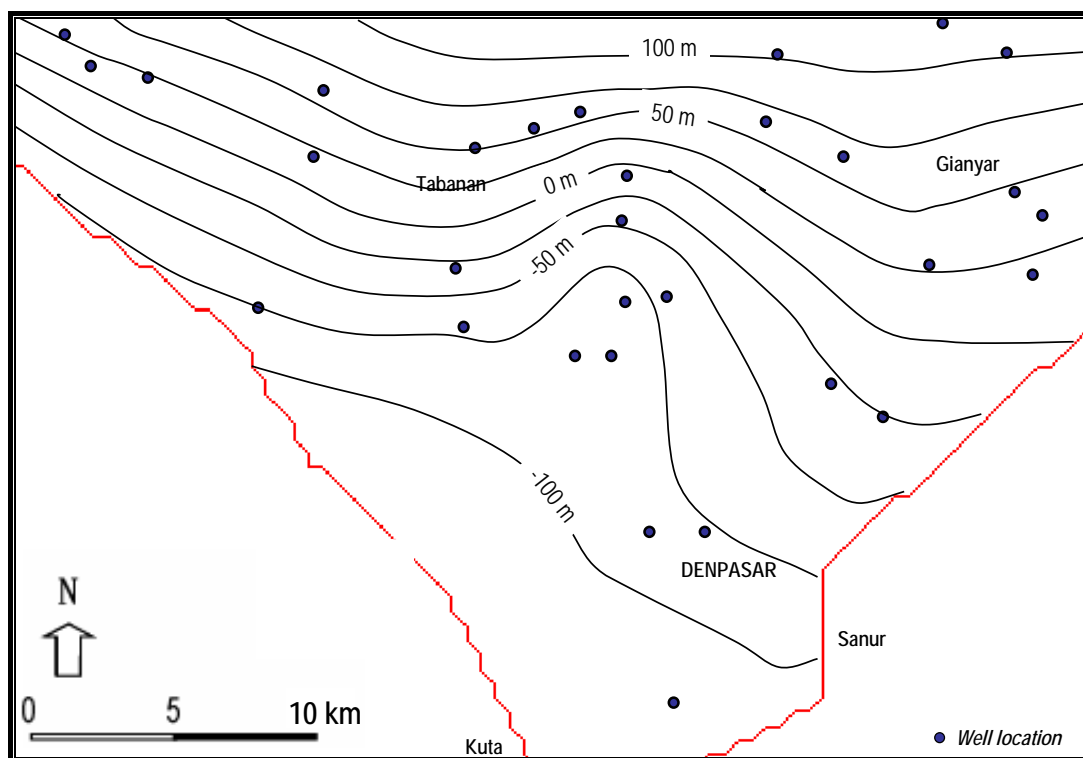 100 m
50 m
Gianyar
Tabanan
0 m
-50 m
-100 m
DENPASAR
N
Sanur
0 5 10 km
Kuta
Well location